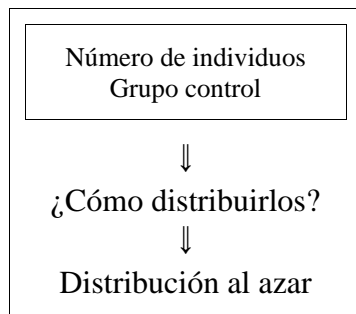 Número de individuos
Grupo control
⇓
¿Cómo distribuirlos?
⇓
Distribución al azar